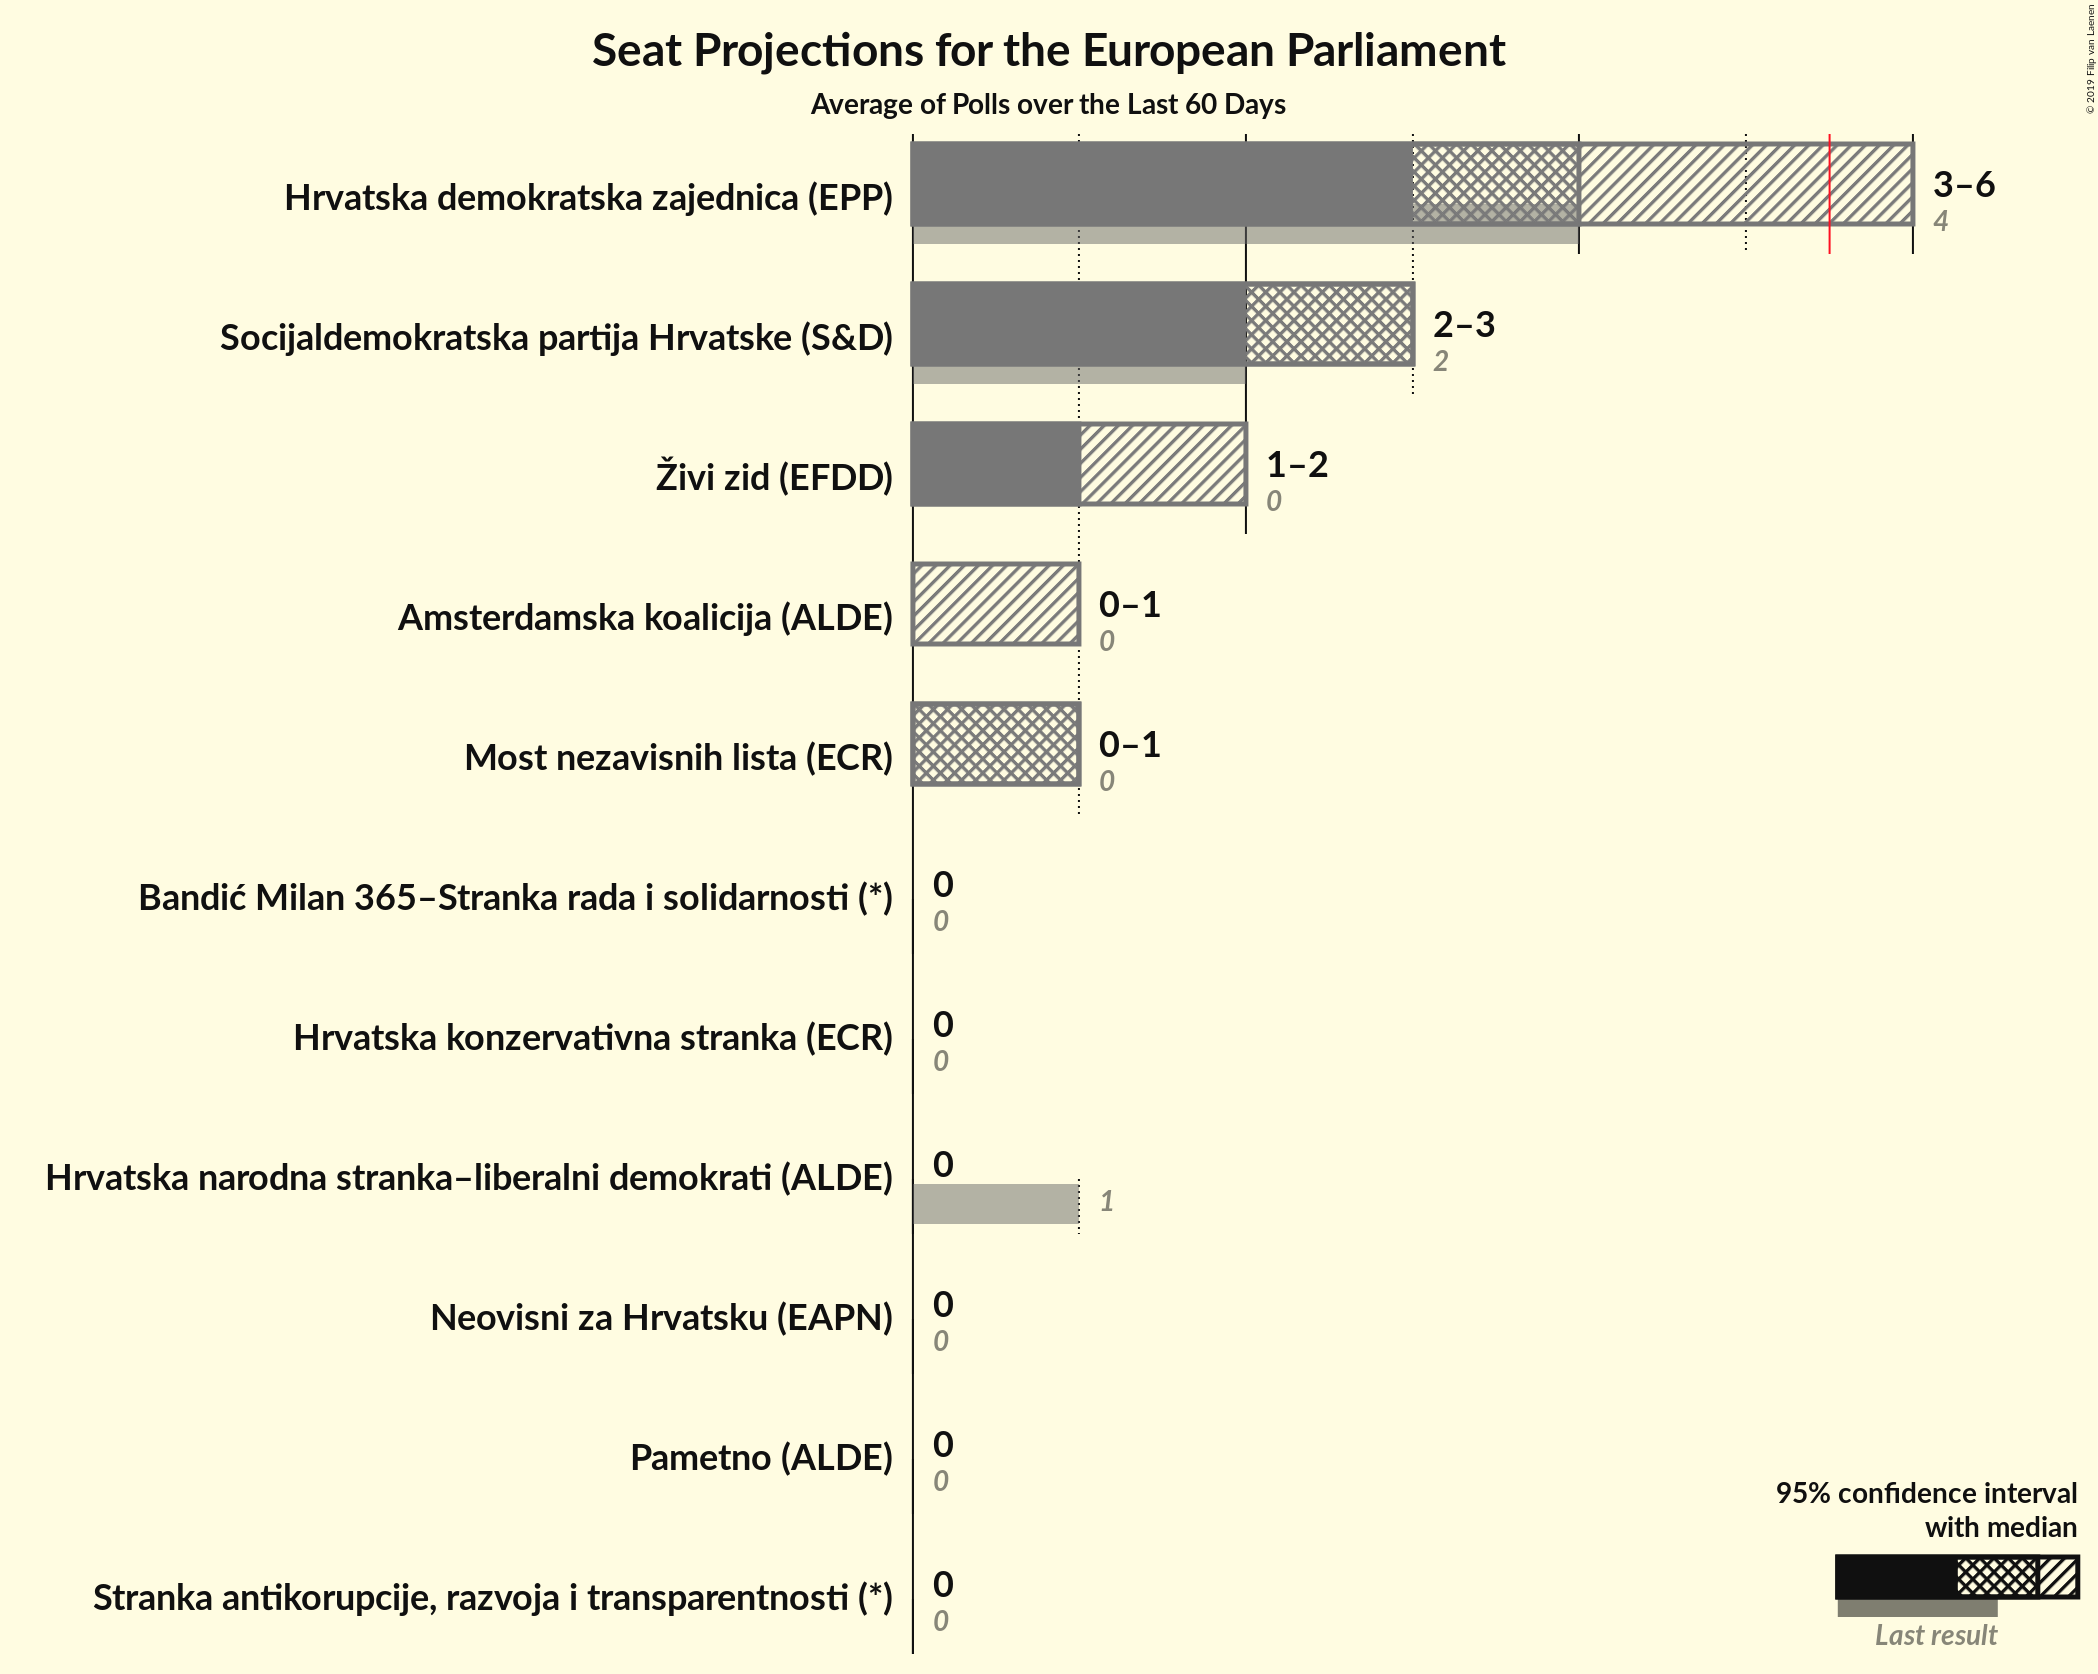 Seat Projections for the European Parliament
Average of Polls over the Last 60 Days
© 2019 Filip van Laenen
Hrvatska demokratska zajednica (EPP)
3–6
4
Socijaldemokratska partija Hrvatske (S&D)
2–3
2
Živi zid (EFDD)
1–2
0
Amsterdamska koalicija (ALDE)
0–1
0
Most nezavisnih lista (ECR)
0–1
0
Bandić Milan 365–Stranka rada i solidarnosti (*)
0
0
Hrvatska konzervativna stranka (ECR)
0
0
Hrvatska narodna stranka–liberalni demokrati (ALDE)
0
1
Neovisni za Hrvatsku (EAPN)
0
0
Pametno (ALDE)
0
0
Stranka antikorupcije, razvoja i transparentnosti (*)
0
0
95% confidence interval
with median
Last result